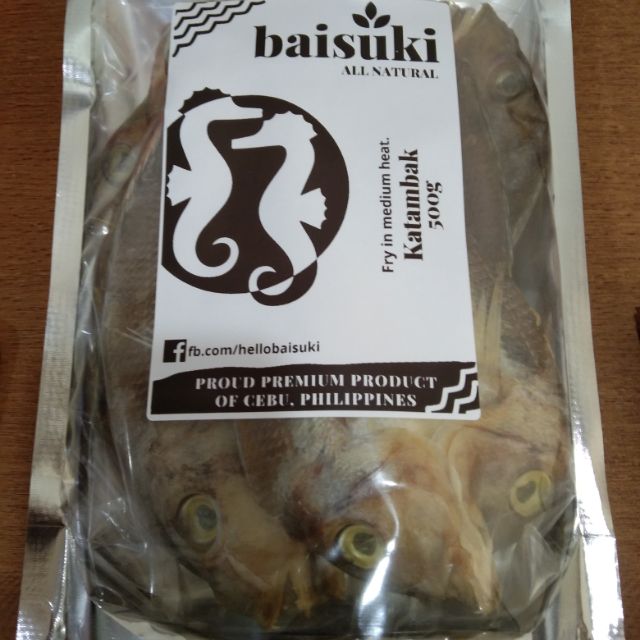 baisuki
ALL NATURAL
Fry in medium heat.
Katambak
500g
fb.com/hellobaisuki
PROUD PREMIUM PRODUCT
OF CEBU, PHILIPPINES